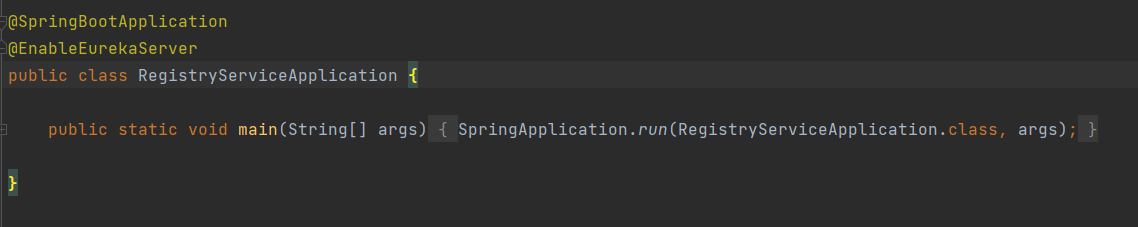 @SpringBootApplication
@EnableEurekaServer
public class RegistryServiceApplication {
public static void main(String[] args) { SpringApplication.run(RegistryServiceApplication.class, args); }
}